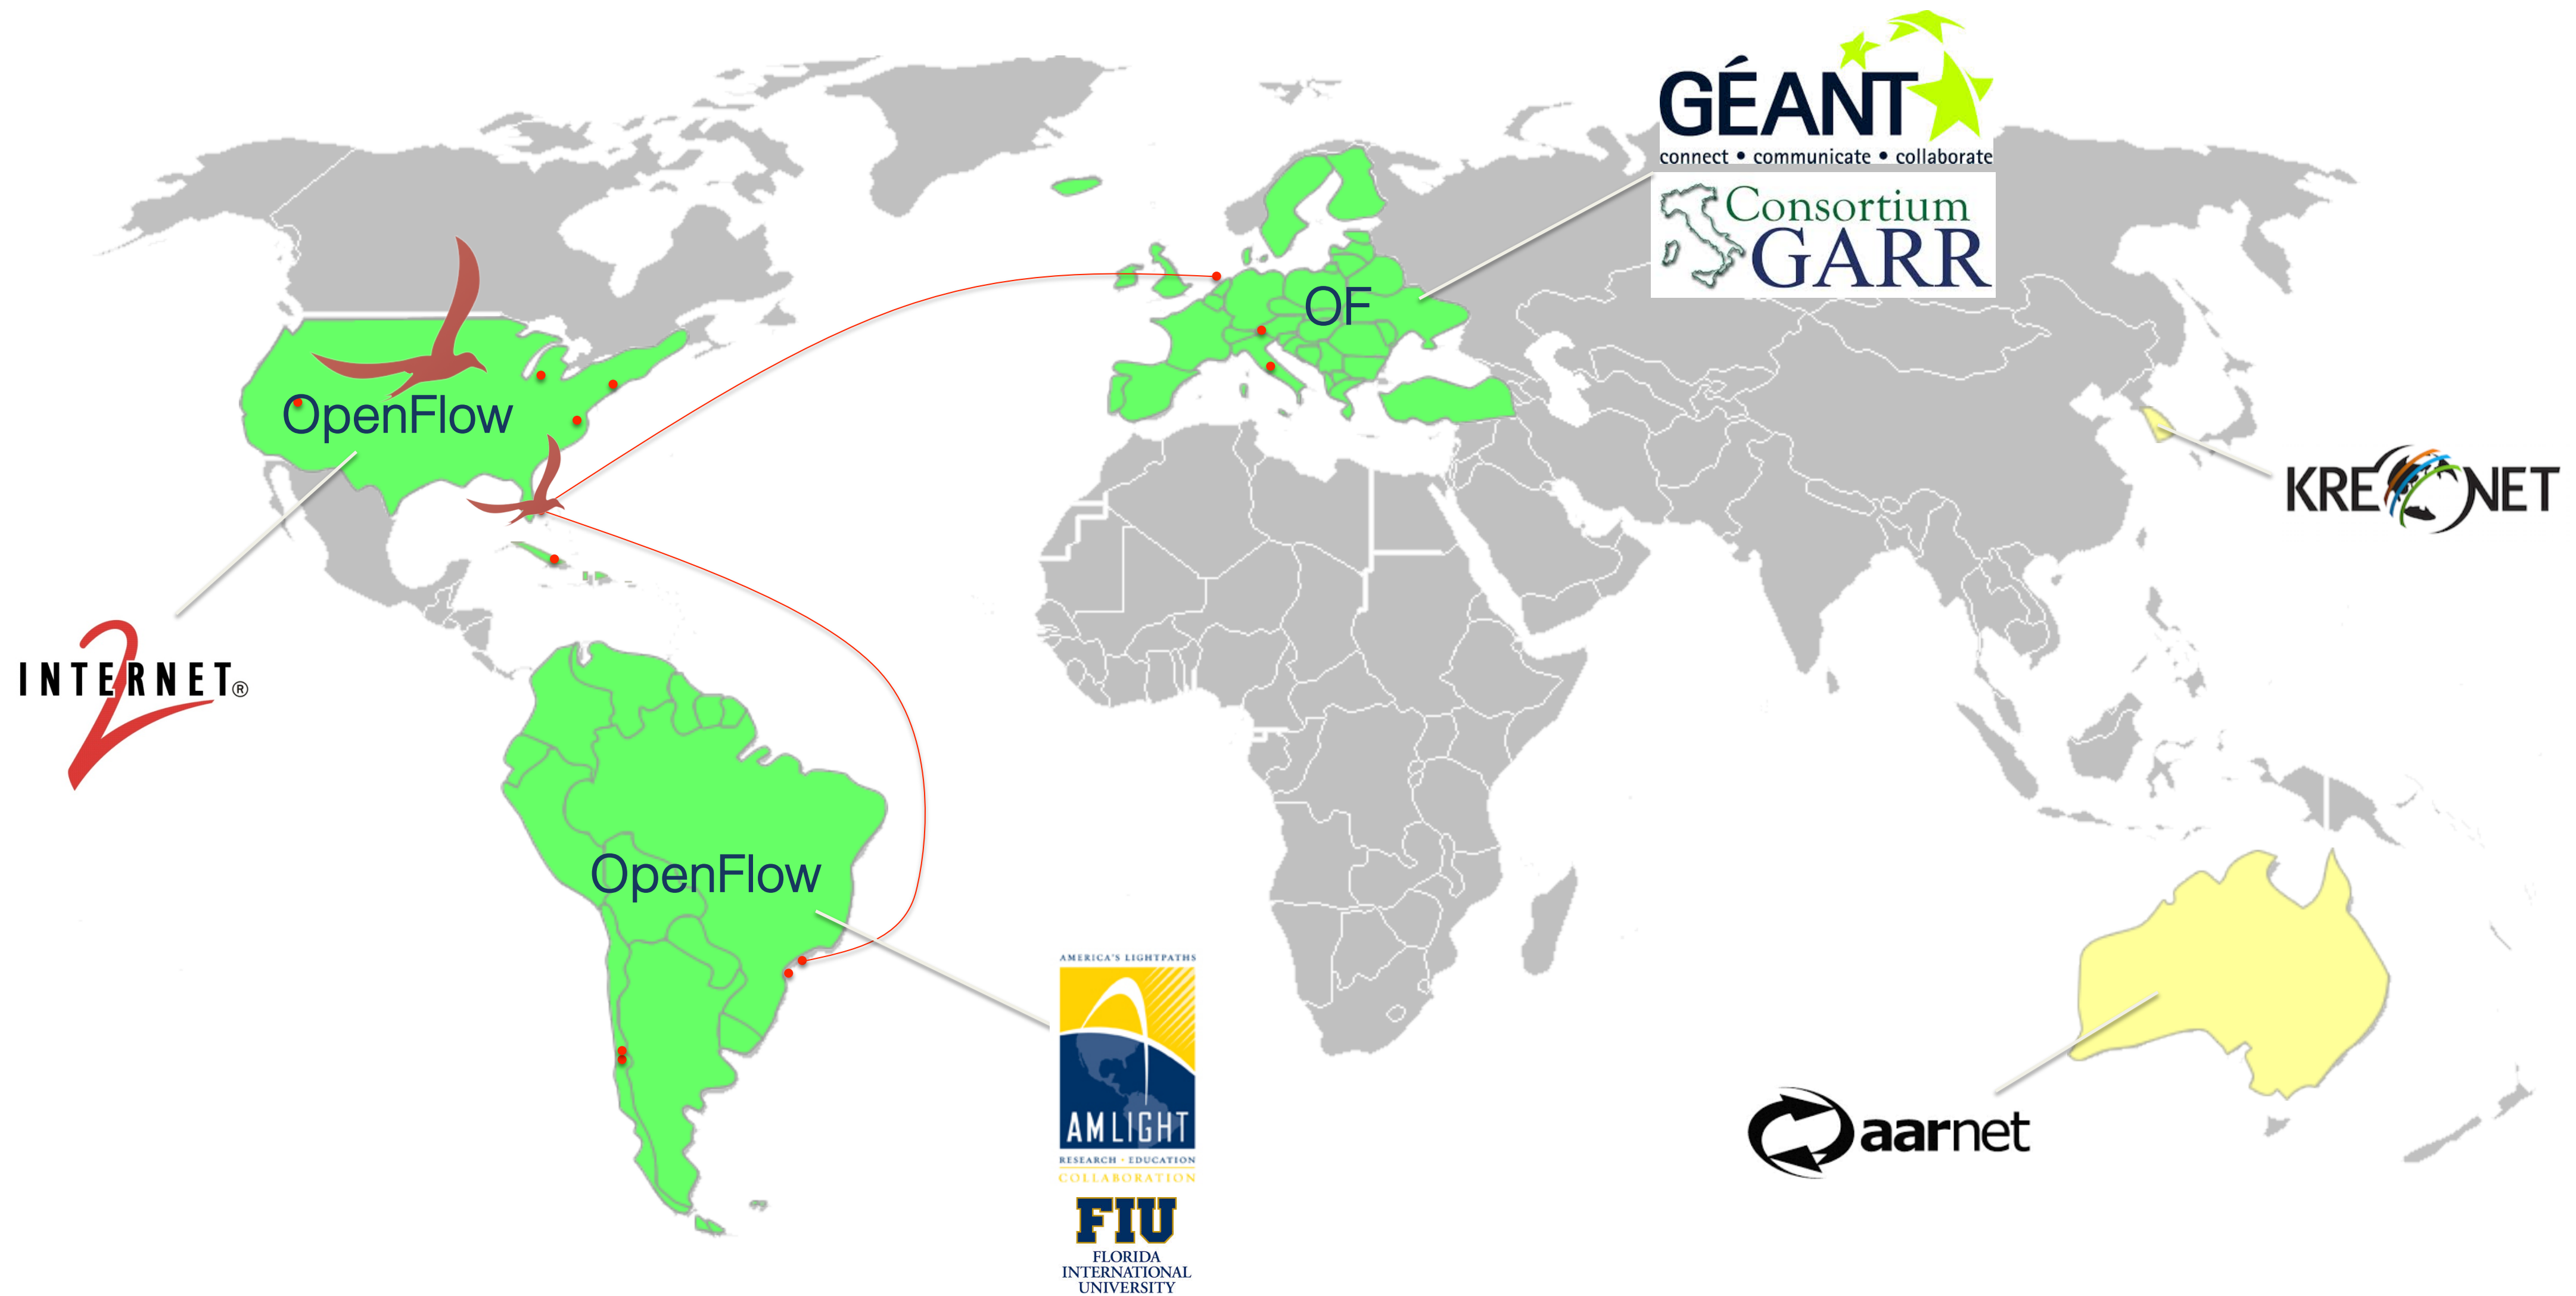 GÉANT
connect • communicate • collaborate
Consortium
GARR
OF
OpenFlow
KREONET
INTERNET®
2
OpenFlow
AMERICA'S LIGHTPATHS
AMLIGHT
RESEARCH · EDUCATION
COLLABORATION
FIU
FLORIDA
INTERNATIONAL
UNIVERSITY
aarnet